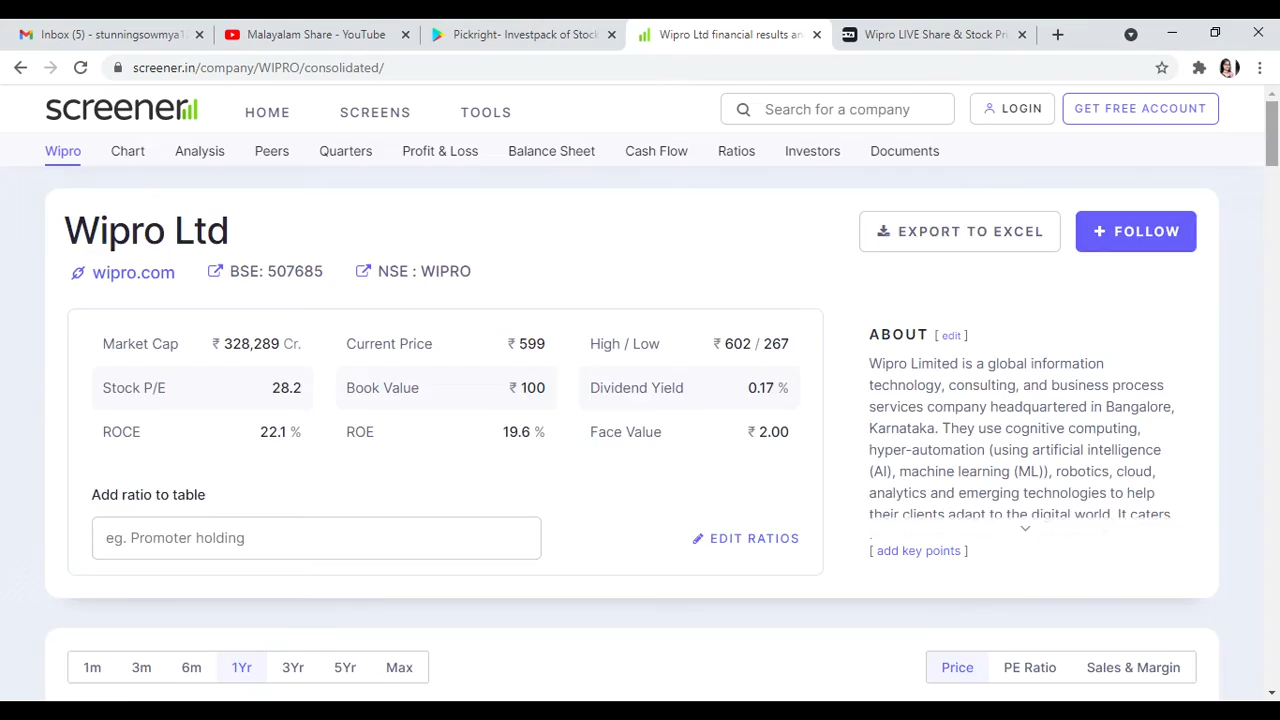 Inbox (5) - stunningsowmya1
Malayalam Share - YouTube
Pickright- Investpack of Stock
Wipro Ltd financial results an
Wipro LIVE Share & Stock Pri
screener.in/company/WIPRO/consolidated/
screener
HOME
SCREENS
TOOLS
Search for a company
LOGIN
GET FREE ACCOUNT
Wipro
Chart
Analysis
Peers
Quarters
Profit & Loss
Balance Sheet
Cash Flow
Ratios
Investors
Documents
Wipro Ltd
EXPORT TO EXCEL
+ FOLLOW
wipro.com
BSE: 507685
NSE : WIPRO
Market Cap ₹ 328,289 Cr.
Current Price ₹ 599
High / Low ₹ 602 / 267
Stock P/E 28.2
Book Value ₹ 100
Dividend Yield 0.17 %
ROCE 22.1 %
ROE 19.6 %
Face Value ₹ 2.00
Add ratio to table
eg. Promoter holding
EDIT RATIOS
ABOUT [ edit ]
Wipro Limited is a global information
technology, consulting, and business process
services company headquartered in Bangalore,
Karnataka. They use cognitive computing,
hyper-automation (using artificial intelligence
(AI), machine learning (ML)), robotics, cloud,
analytics and emerging technologies to help
their clients adapt to the digital world. It caters
[ add key points ]
1m
3m
6m
1Yr
3Yr
5Yr
Max
Price
PE Ratio
Sales & Margin